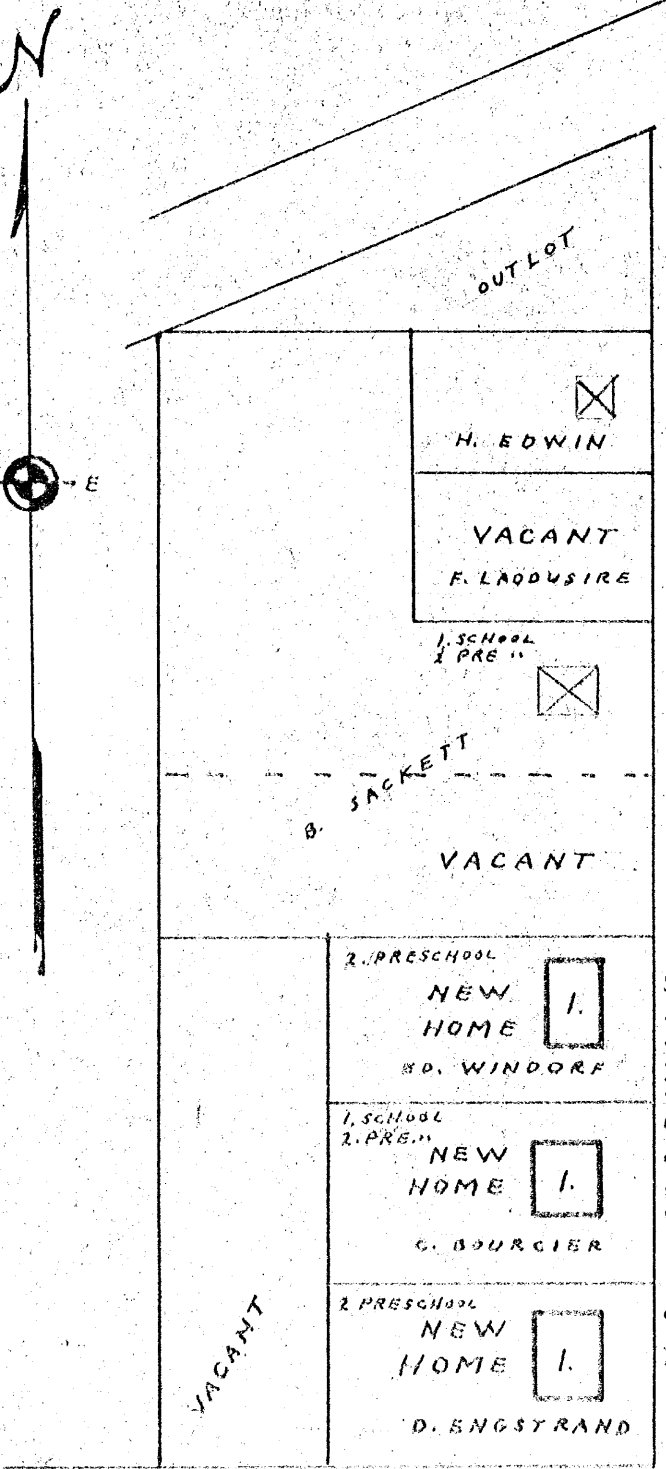 N
E
OUTLOT
H. EDWIN
VACANT
F. LADDUSIRE
1. SCHOOL
2 PRE "
B. SACKETT
VACANT
2. PRESCHOOL
NEW
HOME
1.
D. WINDORF
1. SCHOOL
2. PRE. "
NEW
HOME
1.
C. BOURCIER
VACANT
2 PRESCHOOL
NEW
HOME
1.
D. ENGSTRAND